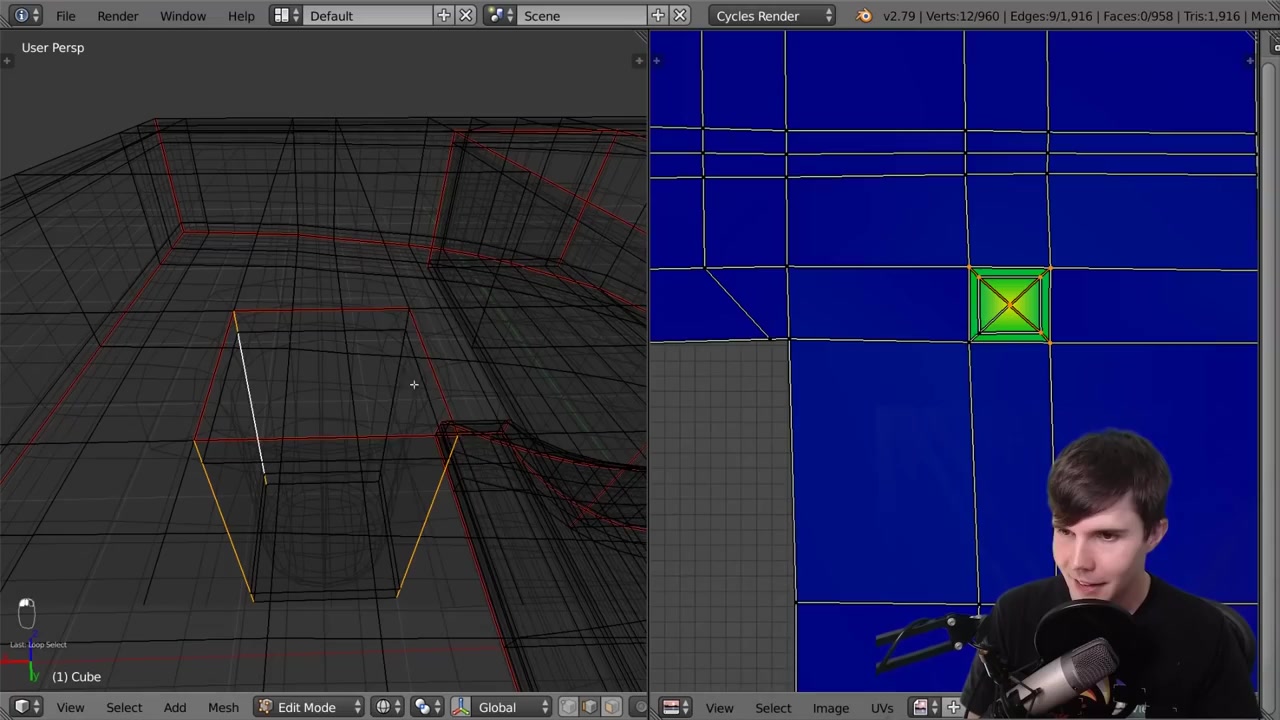 File Render Window Help Default Scene Cycles Render v2.79 | Verts:12/960 | Edges:9/1,916 | Faces:0/958 | Tris:1,916 | Mem
User Persp
Last: Loop Select
(1) Cube
View Select Add Mesh Edit Mode Global View Select Image UVs